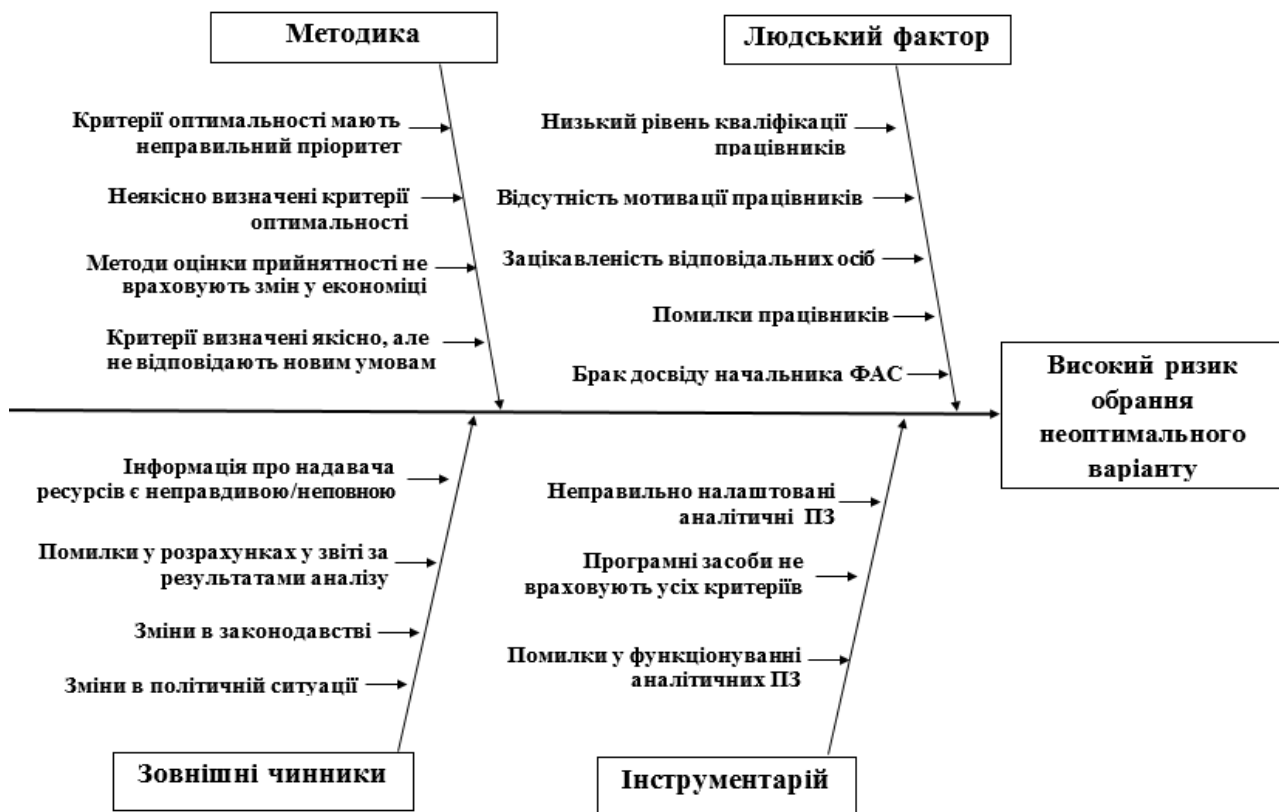 Методика
Людський фактор
Критерії оптимальності мають
неправильний пріоритет
Неякісно визначені критерії
оптимальності
Методи оцінки прийнятності не
враховують змін у економіці
Критерії визначені якісно, але
не відповідають новим умовам
Низький рівень кваліфікації
працівників
Відсутність мотивації працівників
Зацікавленість відповідальних осіб
Помилки працівників
Брак досвіду начальника ФАС
Високий ризик
обрання
неоптимального
варіанту
Інформація про надавача
ресурсів є неправдивою/неповною
Помилки у розрахунках у звіті за
результатами аналізу
Зміни в законодавстві
Зміни в політичній ситуації
Неправильно налаштовані
аналітичні ПЗ
Програмні засоби не
враховують усіх критеріїв
Помилки у функціонуванні
аналітичних ПЗ
Зовнішні чинники
Інструментарій